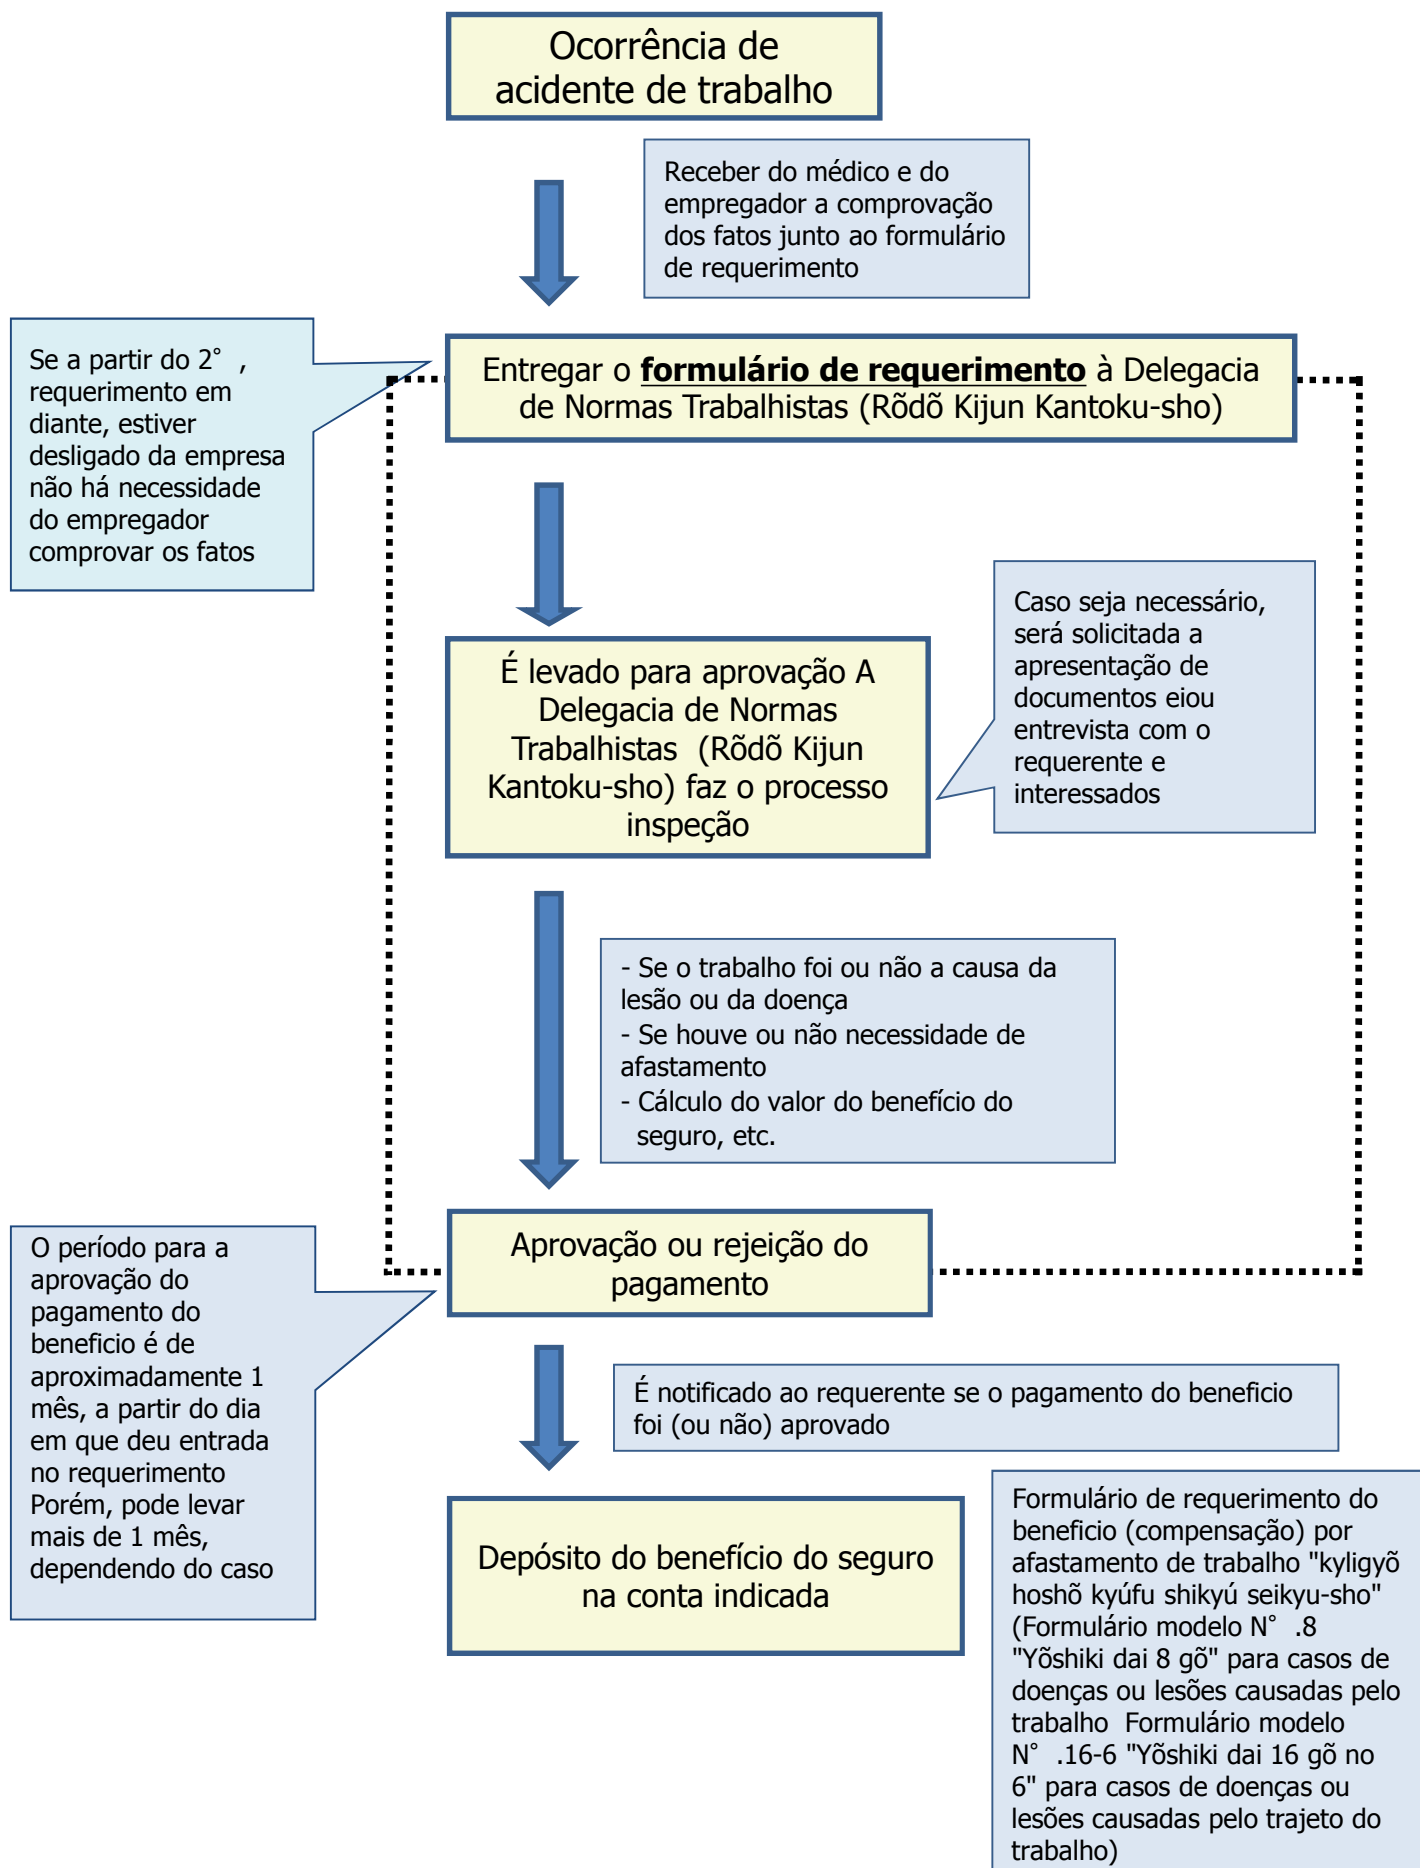 Ocorrência de
acidente de trabalho
Receber do médico e do
empregador a comprovação
dos fatos junto ao formulário
de requerimento
Se a partir do 2° ,
requerimento em
diante, estiver
desligado da empresa
não há necessidade
do empregador
comprovar os fatos
Entregar o formulário de requerimento à Delegacia
de Normas Trabalhistas (Rõdõ Kijun Kantoku-sho)
É levado para aprovação A
Delegacia de Normas
Trabalhistas (Rõdõ Kijun
Kantoku-sho) faz o processo
inspeção
Caso seja necessário,
será solicitada a
apresentação de
documentos eiou
entrevista com o
requerente e
interessados
- Se o trabalho foi ou não a causa da
lesão ou da doença
- Se houve ou não necessidade de
afastamento
- Cálculo do valor do benefício do
seguro, etc.
Aprovação ou rejeição do
pagamento
O período para a
aprovação do
pagamento do
beneficio é de
aproximadamente 1
mês, a partir do dia
em que deu entrada
no requerimento
Porém, pode levar
mais de 1 mês,
dependendo do caso
É notificado ao requerente se o pagamento do beneficio
foi (ou não) aprovado
Depósito do benefício do seguro
na conta indicada
Formulário de requerimento do
beneficio (compensação) por
afastamento de trabalho "kyligyõ
hoshõ kyúfu shikyú seikyu-sho"
(Formulário modelo N° .8
"Yõshiki dai 8 gõ" para casos de
doenças ou lesões causadas pelo
trabalho Formulário modelo
N° .16-6 "Yõshiki dai 16 gõ no
6" para casos de doenças ou
lesões causadas pelo trajeto do
trabalho)